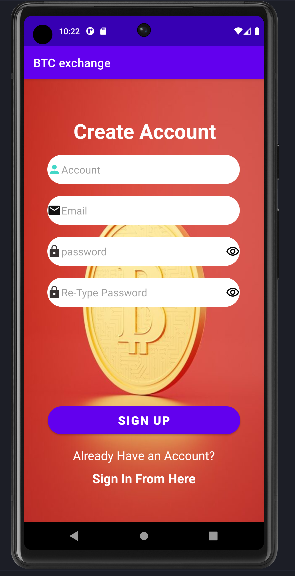 10:22
BTC exchange
Create Account
Account
Email
password
Re-Type Password
SIGN UP
Already Have an Account?
Sign In From Here